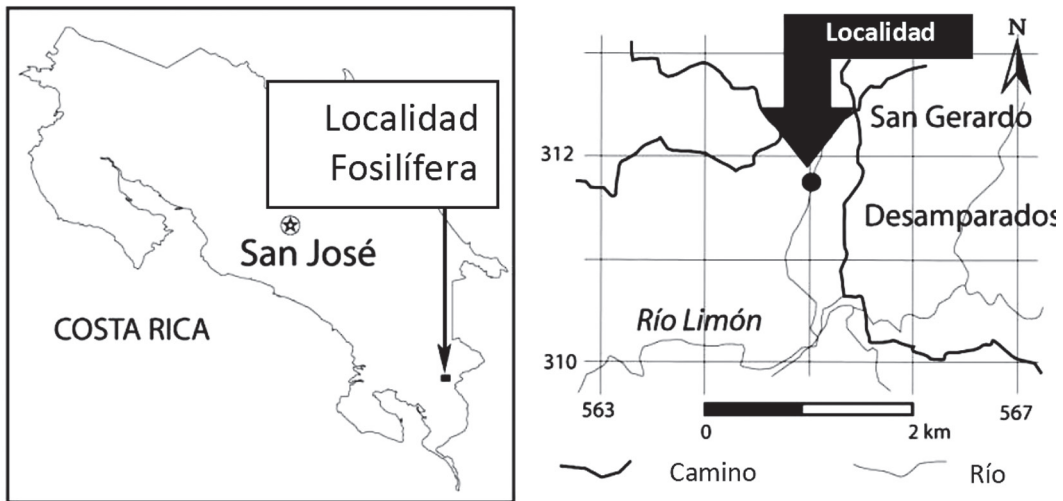 Localidad
Fosilífera
San José
COSTA RICA
Localidad
N
San Gerardo
312
Desamparados
Río Limón
310
563
567
0
2 km
Camino
Río